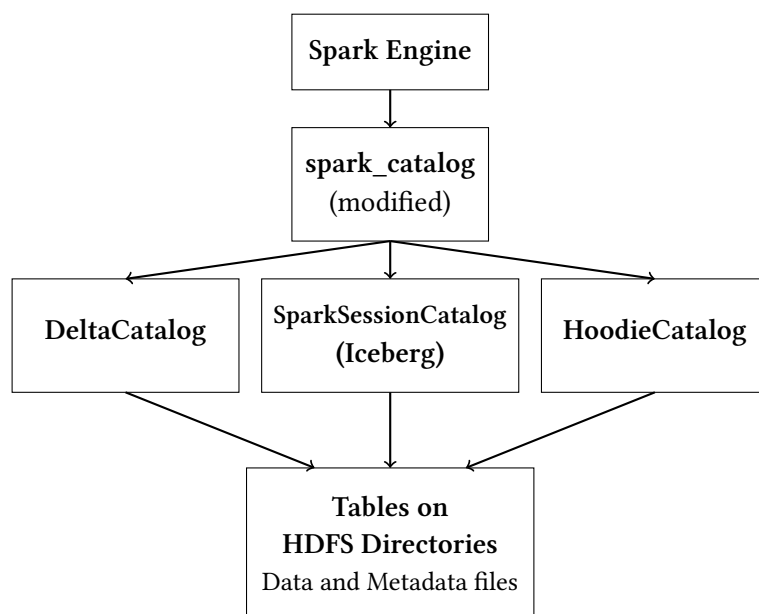 Spark Engine
spark_catalog
(modified)
DeltaCatalog
SparkSessionCatalog
(Iceberg)
HoodieCatalog
Tables on
HDFS Directories
Data and Metadata files